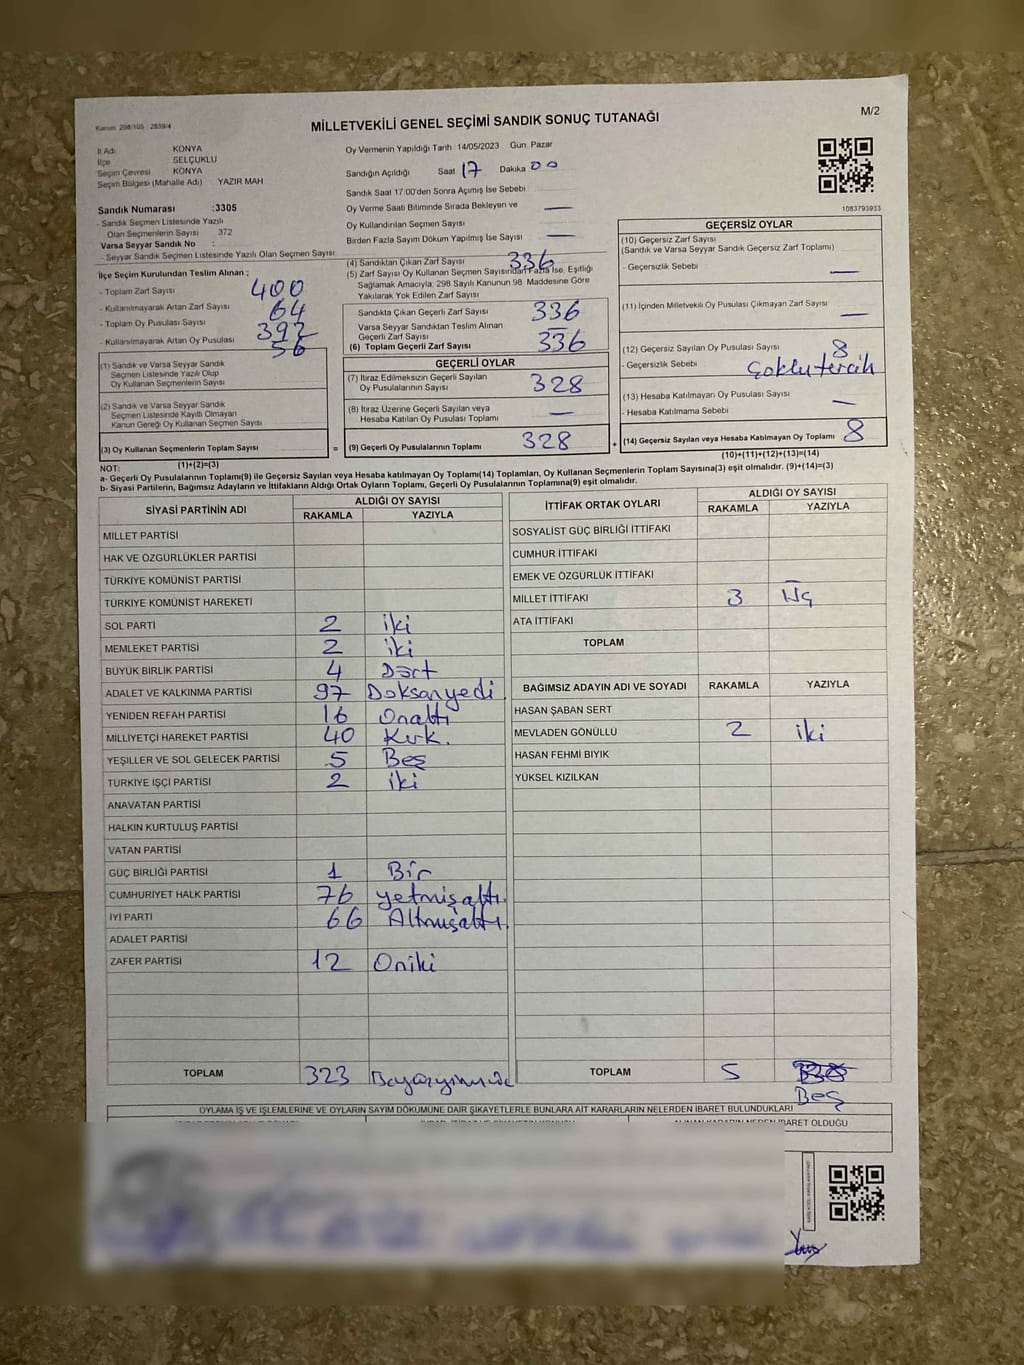 M/2
Kanun: 298/105 : 2839/4
MİLLETVEKİLİ GENEL SEÇİMİ SANDIK SONUÇ TUTANAĞI
İl Adı KONYA
İlçe SELÇUKLU
Seçim Çevresi KONYA
Seçim Bölgesi (Mahalle Adı) YAZIR MAH
Sandık Numarası :3305
- Sandık Seçmen Listesinde Yazılı
Olan Seçmenlerin Sayısı 372
Varsa Seyyar Sandık No :
- Seyyar Sandık Seçmen Listesinde Yazılı Olan Seçmen Sayısı
Oy Vermenin Yapıldığı Tarih 14/05/2023 Gün. Pazar
Sandığın Açıldığı Saat 17 Dakika 00
Sandık Saat 17:00'den Sonra Açımış İse Sebebi
Oy Verme Saati Bitiminde Sırada Bekleyen ve —
Oy Kullandırılan Seçmen Sayısı
Birden Fazla Sayım Döküm Yapılmış İse Sayısı —
1083793933
İlçe Seçim Kurulundan Teslim Alınan ;
- Toplam Zarf Sayısı 400
- Kullanılmayarak Artan Zarf Sayısı 64
- Toplam Oy Pusulası Sayısı 392
- Kullanılmayarak Artan Oy Pusulası 56
(1) Sandık ve Varsa Seyyar Sandık
Seçmen Listesinde Yazılı Olup
Oy Kullanan Seçmenlerin Sayısı
(2) Sandık ve Varsa Seyyar Sandık
Seçmen Listesinde Kayıtlı Olmayan
Kanun Gereği Oy Kullanan Seçmen Sayısı
(3) Oy Kullanan Seçmenlerin Toplam Sayısı
(1)+(2)=(3)
(4) Sandıktan Çıkan Zarf Sayısı 336
(5) Zarf Sayısı Oy Kullanan Seçmen Sayısından Fazla İse, Eşitliği
Sağlamak Amacıyla, 298 Sayılı Kanunun 98. Maddesine Göre
Yakılarak Yok Edilen Zarf Sayısı
Sandıkta Çıkan Geçerli Zarf Sayısı 336
Varsa Seyyar Sandıktan Teslim Alınan
Geçerli Zarf Sayısı —
(6) Toplam Geçerli Zarf Sayısı 336
GEÇERLİ OYLAR
(7) İtiraz Edilmeksizin Geçerli Sayılan
Oy Pusulalarının Sayısı 328
(8) İtiraz Üzerine Geçerli Sayılan veya
Hesaba Katılan Oy Pusulası Toplamı —
= (9) Geçerli Oy Pusulalarının Toplamı 328 +
GEÇERSİZ OYLAR
(10) Geçersiz Zarf Sayısı
(Sandık ve Varsa Seyyar Sandık Geçersiz Zarf Toplamı)
- Geçersizlik Sebebi —
(11) İçinden Milletvekili Oy Pusulası Çıkmayan Zarf Sayısı —
(12) Geçersiz Sayılan Oy Pusulası Sayısı 8
- Geçersizlik Sebebi Çoklu tercih
(13) Hesaba Katılmayan Oy Pusulası Sayısı —
- Hesaba Katılmama Sebebi
(14) Geçersiz Sayılan veya Hesaba Katılmayan Oy Toplamı 8
(10)+(11)+(12)+(13)=(14)
NOT:
a- Geçerli Oy Pusulalarının Toplamı(9) ile Geçersiz Sayılan veya Hesaba katılmayan Oy Toplamı(14) Toplamları, Oy Kullanan Seçmenlerin Toplam Sayısına(3) eşit olmalıdır. (9)+(14)=(3)
b- Siyasi Partilerin, Bağımsız Adayların ve İttifakların Aldığı Ortak Oyların Toplamı, Geçerli Oy Pusulalarının Toplamına(9) eşit olmalıdır.
SİYASİ PARTİNİN ADI ALDIĞI OY SAYISI
RAKAMLA YAZIYLA
MİLLET PARTİSİ
HAK VE ÖZGÜRLÜKLER PARTİSİ
TÜRKİYE KOMÜNİST PARTİSİ
TÜRKİYE KOMÜNİST HAREKETİ
SOL PARTİ 2 iki
MEMLEKET PARTİSİ 2 iki
BÜYÜK BİRLİK PARTİSİ 4 Dört
ADALET VE KALKINMA PARTİSİ 97 Doksanyedi
YENİDEN REFAH PARTİSİ 16 Onaltı
MİLLİYETÇİ HAREKET PARTİSİ 40 Kırk.
YEŞİLLER VE SOL GELECEK PARTİSİ 5 Beş
TÜRKİYE İŞÇİ PARTİSİ 2 iki
ANAVATAN PARTİSİ
HALKIN KURTULUŞ PARTİSİ
VATAN PARTİSİ
GÜÇ BİRLİĞİ PARTİSİ 1 Bir
CUMHURİYET HALK PARTİSİ 76 yetmişaltı.
İYİ PARTİ 66 Altmışaltı.
ADALET PARTİSİ
ZAFER PARTİSİ 12 Oniki
TOPLAM 323
İTTİFAK ORTAK OYLARI ALDIĞI OY SAYISI
RAKAMLA YAZIYLA
SOSYALİST GÜÇ BİRLİĞİ İTTİFAKI
CUMHUR İTTİFAKI
EMEK VE ÖZGÜRLÜK İTTİFAKI
MİLLET İTTİFAKI 3 Üç
ATA İTTİFAKI
TOPLAM
BAĞIMSIZ ADAYIN ADI VE SOYADI RAKAMLA YAZIYLA
HASAN ŞABAN SERT
MEVLADEN GÖNÜLLÜ 2 iki
HASAN FEHMİ BIYIK
YÜKSEL KIZILKAN
TOPLAM 5
Beş
OYLAMA İŞ VE İŞLEMLERİNE VE OYLARIN SAYIM DÖKÜMÜNE DAİR ŞİKAYETLERLE BUNLARA AİT KARARLARIN NELERDEN İBARET BULUNDUKLARI
İBARET OLDUĞU